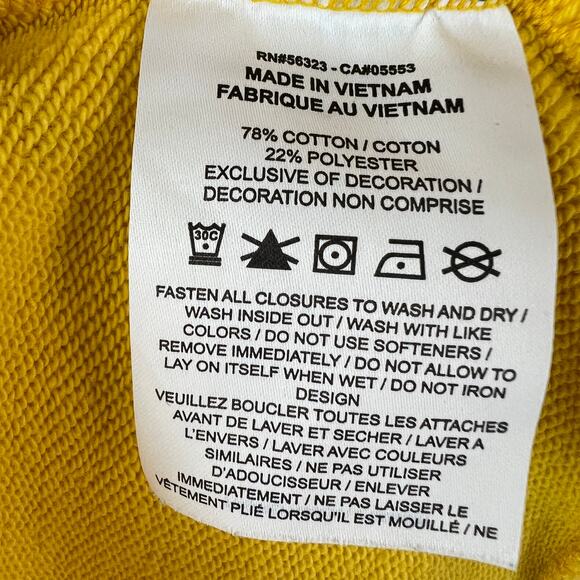 RN#56323 - CA#05553
MADE IN VIETNAM
FABRIQUE AU VIETNAM
78% COTTON / COTON
22% POLYESTER
EXCLUSIVE OF DECORATION /
DECORATION NON COMPRISE
30C
FASTEN ALL CLOSURES TO WASH AND DRY /
WASH INSIDE OUT / WASH WITH LIKE
COLORS / DO NOT USE SOFTENERS /
REMOVE IMMEDIATELY / DO NOT ALLOW TO
LAY ON ITSELF WHEN WET / DO NOT IRON
DESIGN
VEUILLEZ BOUCLER TOUTES LES ATTACHES
AVANT DE LAVER ET SECHER / LAVER A
L'ENVERS / LAVER AVEC COULEURS
SIMILAIRES / NE PAS UTILISER
D'ADOUCISSEUR / ENLEVER
IMMEDIATEMENT / NE PAS LAISSER LE
VÊTEMENT PLIÉ LORSQU'IL EST MOUILLÉ / NE